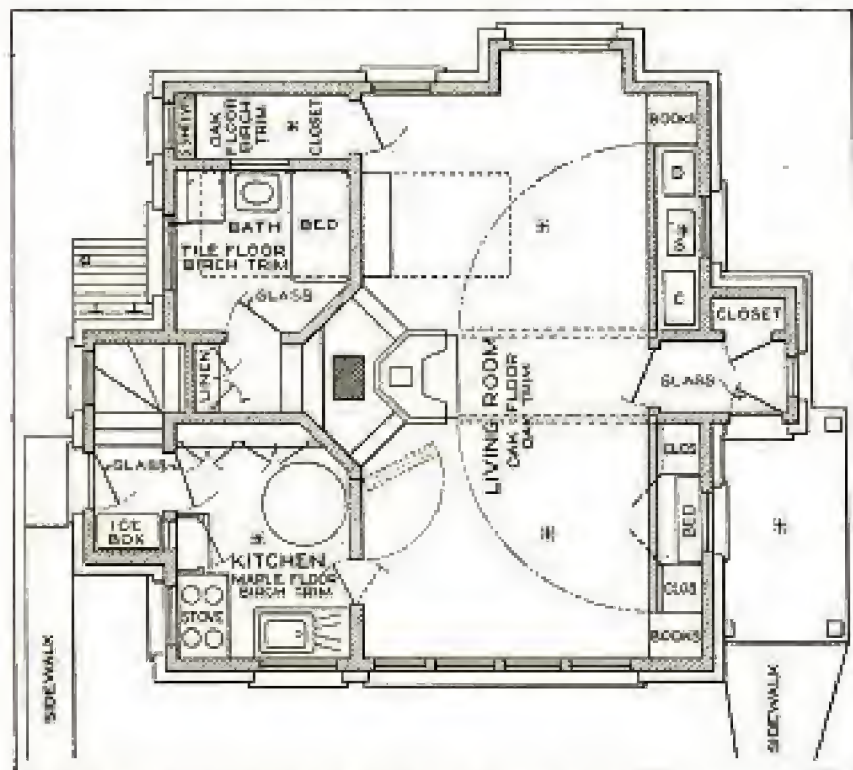 SHELVES
OAK
FLOOR
BIRCH
TRIM
CLOSET
BOOKS
D
BATH
BED
TILE FLOOR
BIRCH TRIM
GLASS
C
CLOSET
LINEN
LIVING ROOM
OAK FLOOR
OAK TRIM
GLASS
GLASS
CLOS
BED
ICE
BOX
KITCHEN
MAPLE FLOOR
BIRCH TRIM
STOVE
CLOS
BOOKS
SIDEWALK
SIDEWALK